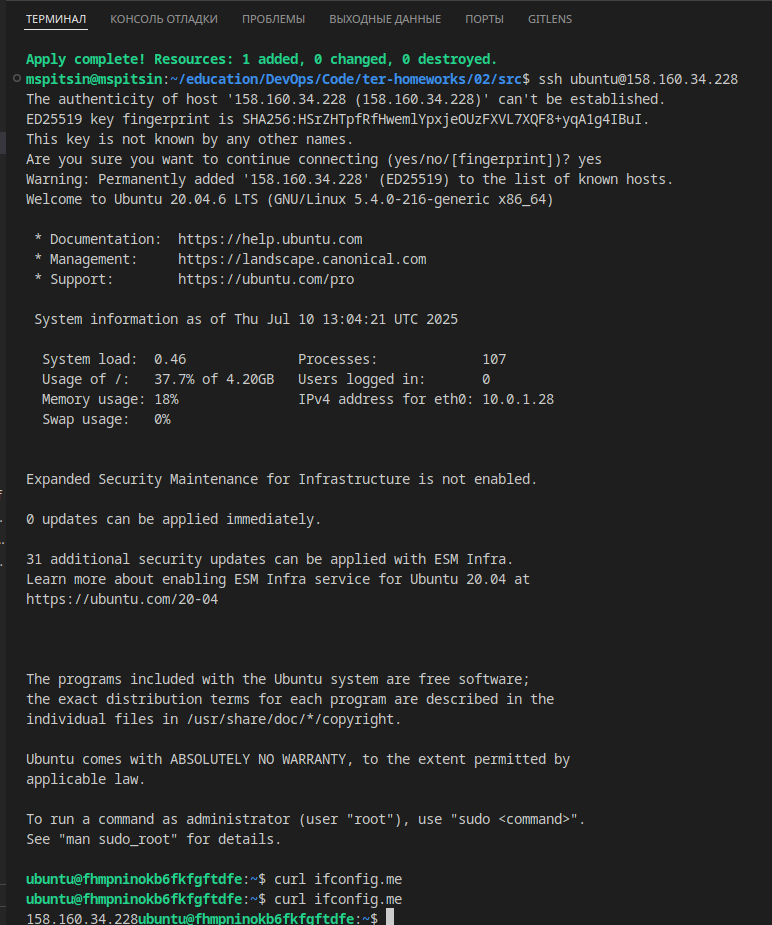 ТЕРМИНАЛ КОНСОЛЬ ОТЛАДКИ ПРОБЛЕМЫ ВЫХОДНЫЕ ДАННЫЕ ПОРТЫ GITLENS
Apply complete! Resources: 1 added, 0 changed, 0 destroyed.
mspitsin@mspitsin:~/education/DevOps/Code/ter-homeworks/02/src$ ssh ubuntu@158.160.34.228
The authenticity of host '158.160.34.228 (158.160.34.228)' can't be established.
ED25519 key fingerprint is SHA256:HSrZHTpfRfHwemlYpxjeOUzFXVL7XQF8+yqA1g4IBuI.
This key is not known by any other names.
Are you sure you want to continue connecting (yes/no/[fingerprint])? yes
Warning: Permanently added '158.160.34.228' (ED25519) to the list of known hosts.
Welcome to Ubuntu 20.04.6 LTS (GNU/Linux 5.4.0-216-generic x86_64)
* Documentation: https://help.ubuntu.com
* Management: https://landscape.canonical.com
* Support: https://ubuntu.com/pro
System information as of Thu Jul 10 13:04:21 UTC 2025
System load: 0.46 Processes: 107
Usage of /: 37.7% of 4.20GB Users logged in: 0
Memory usage: 18% IPv4 address for eth0: 10.0.1.28
Swap usage: 0%
Expanded Security Maintenance for Infrastructure is not enabled.
0 updates can be applied immediately.
31 additional security updates can be applied with ESM Infra.
Learn more about enabling ESM Infra service for Ubuntu 20.04 at
https://ubuntu.com/20-04
The programs included with the Ubuntu system are free software;
the exact distribution terms for each program are described in the
individual files in /usr/share/doc/*/copyright.
Ubuntu comes with ABSOLUTELY NO WARRANTY, to the extent permitted by
applicable law.
To run a command as administrator (user "root"), use "sudo <command>".
See "man sudo_root" for details.
ubuntu@fhmpninokb6fkfgftdfe:~$ curl ifconfig.me
ubuntu@fhmpninokb6fkfgftdfe:~$ curl ifconfig.me
158.160.34.228ubuntu@fhmpninokb6fkfgftdfe:~$